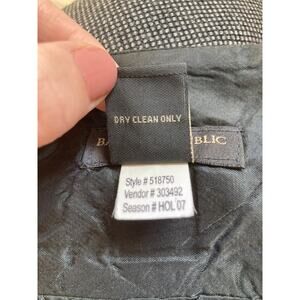 DRY CLEAN ONLY
BA BLIC
Style # 518750
Vendor # 303492
Season # HOL' 07